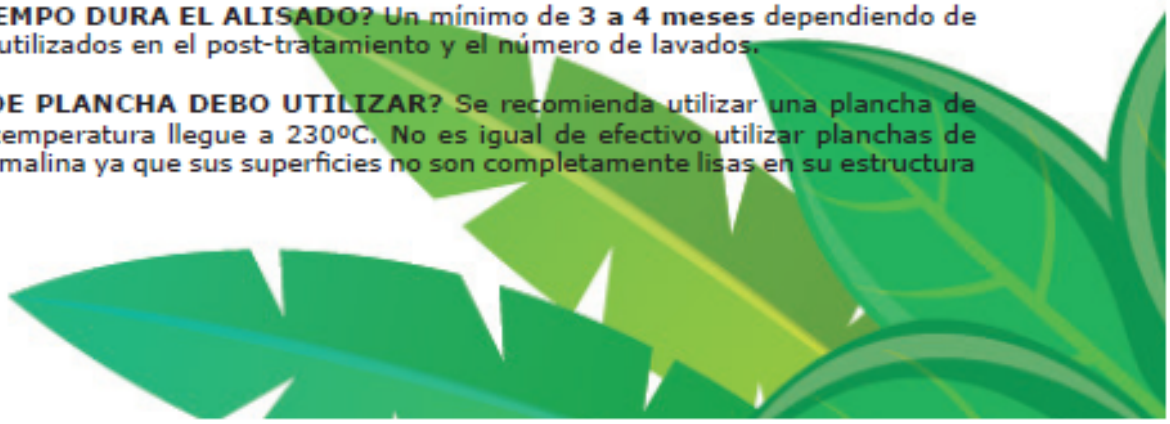 EMPO DURA EL ALISADO? Un mínimo de 3 a 4 meses dependiendo de
utilizados en el post-tratamiento y el número de lavados.
DE PLANCHA DEBO UTILIZAR? Se recomienda utilizar una plancha de
temperatura llegue a 230ºC. No es igual de efectivo utilizar planchas de
malina ya que sus superficies no son completamente lisas en su estructura